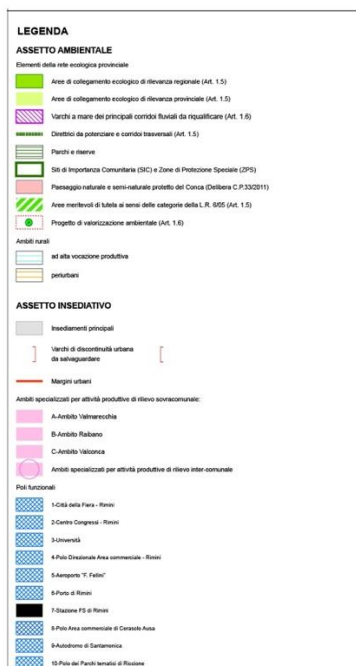 LEGENDA
ASSETTO AMBIENTALE
Elementi della rete ecologica provinciale
Aree di collegamento ecologico di rilevanza regionale (Art. 1.5)
Aree di collegamento ecologico di rilevanza provinciale (Art. 1.5)
Varchi a mare dei principali corridoi fluviali da riqualificare (Art. 1.6)
Direttrici da potenziare e corridoi trasversali (Art. 1.5)
Parchi e riserve
Siti di Importanza Comunitaria (SIC) e Zone di Protezione Speciale (ZPS)
Paesaggio naturale e semi-naturale protetto del Conca (Delibera C.P.33/2011)
Aree meritevoli di tutela ai sensi delle categorie della L.R. 6/05 (Art. 1.5)
Progetto di valorizzazione ambientale (Art. 1.6)
Ambiti rurali
ad alta vocazione produttiva
periurbani
ASSETTO INSEDIATIVO
Insediamenti principali
Varchi di discontinuità urbana
da salvaguardare
Margini urbani
Ambiti specializzati per attività produttive di rilievo sovracomunale:
A-Ambito Valmarecchia
B-Ambito Raibano
C-Ambito Valconca
Ambiti specializzati per attività produttive di rilievo inter-comunale
Poli funzionali
1-Città della Fiera - Rimini
2-Centro Congressi - Rimini
3-Università
4-Polo Direzionale Area commerciale - Rimini
5-Aeroporto "F. Fellini"
6-Porto di Rimini
7-Stazione FS di Rimini
8-Polo Area commerciale di Cerasolo Ausa
9-Autodromo di Santamonica
10-Polo dei Parchi tematici di Riccione